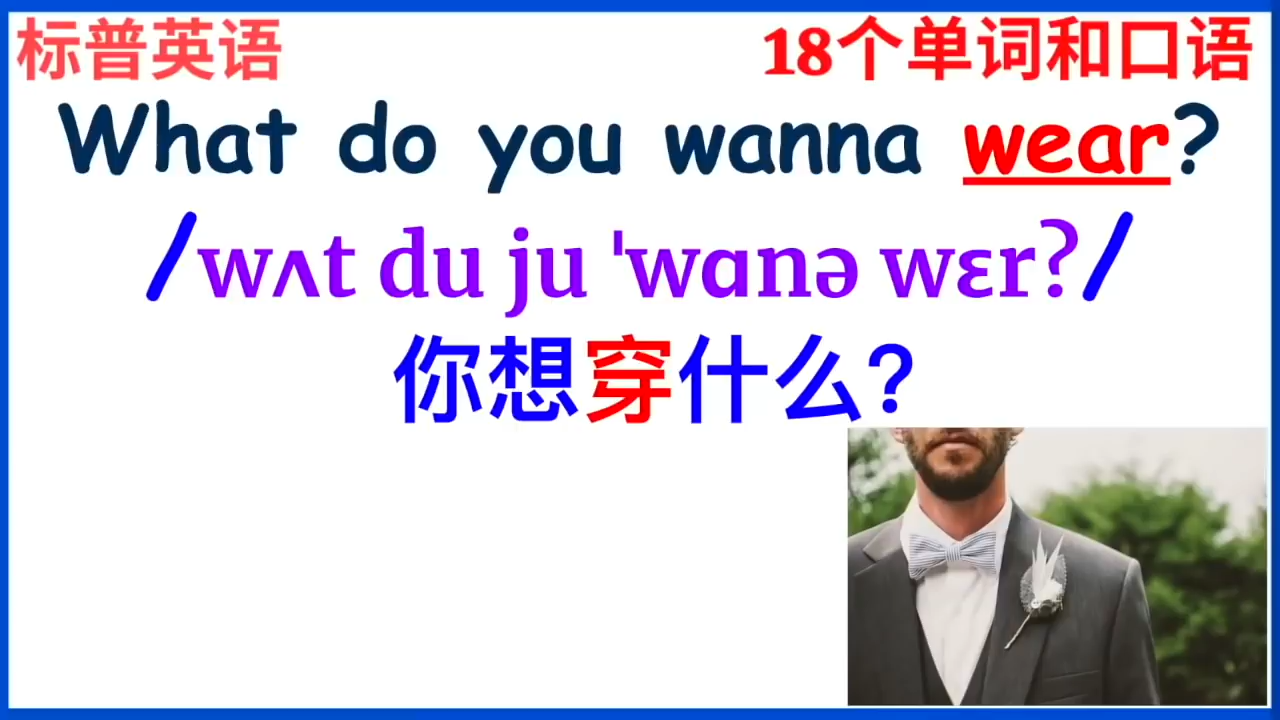 标普英语
18个单词和口语
What do you wanna wear?
/wʌt du ju ˈwɑnə wɛr?/
你想穿什么?